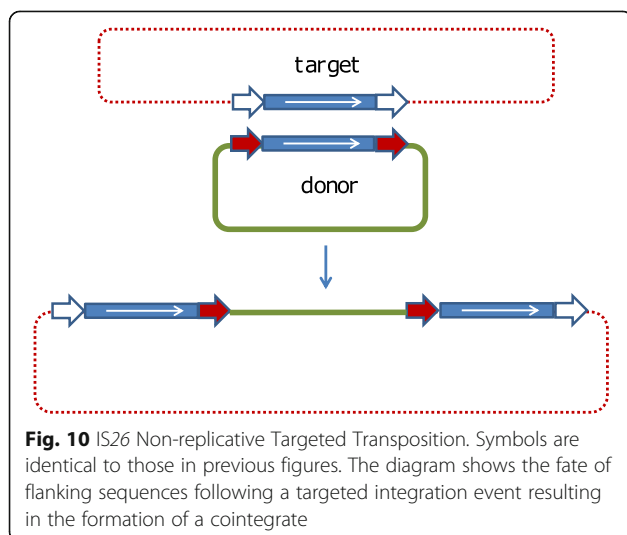 target
donor
Fig. 10 IS26 Non-replicative Targeted Transposition. Symbols are
identical to those in previous figures. The diagram shows the fate of
flanking sequences following a targeted integration event resulting
in the formation of a cointegrate